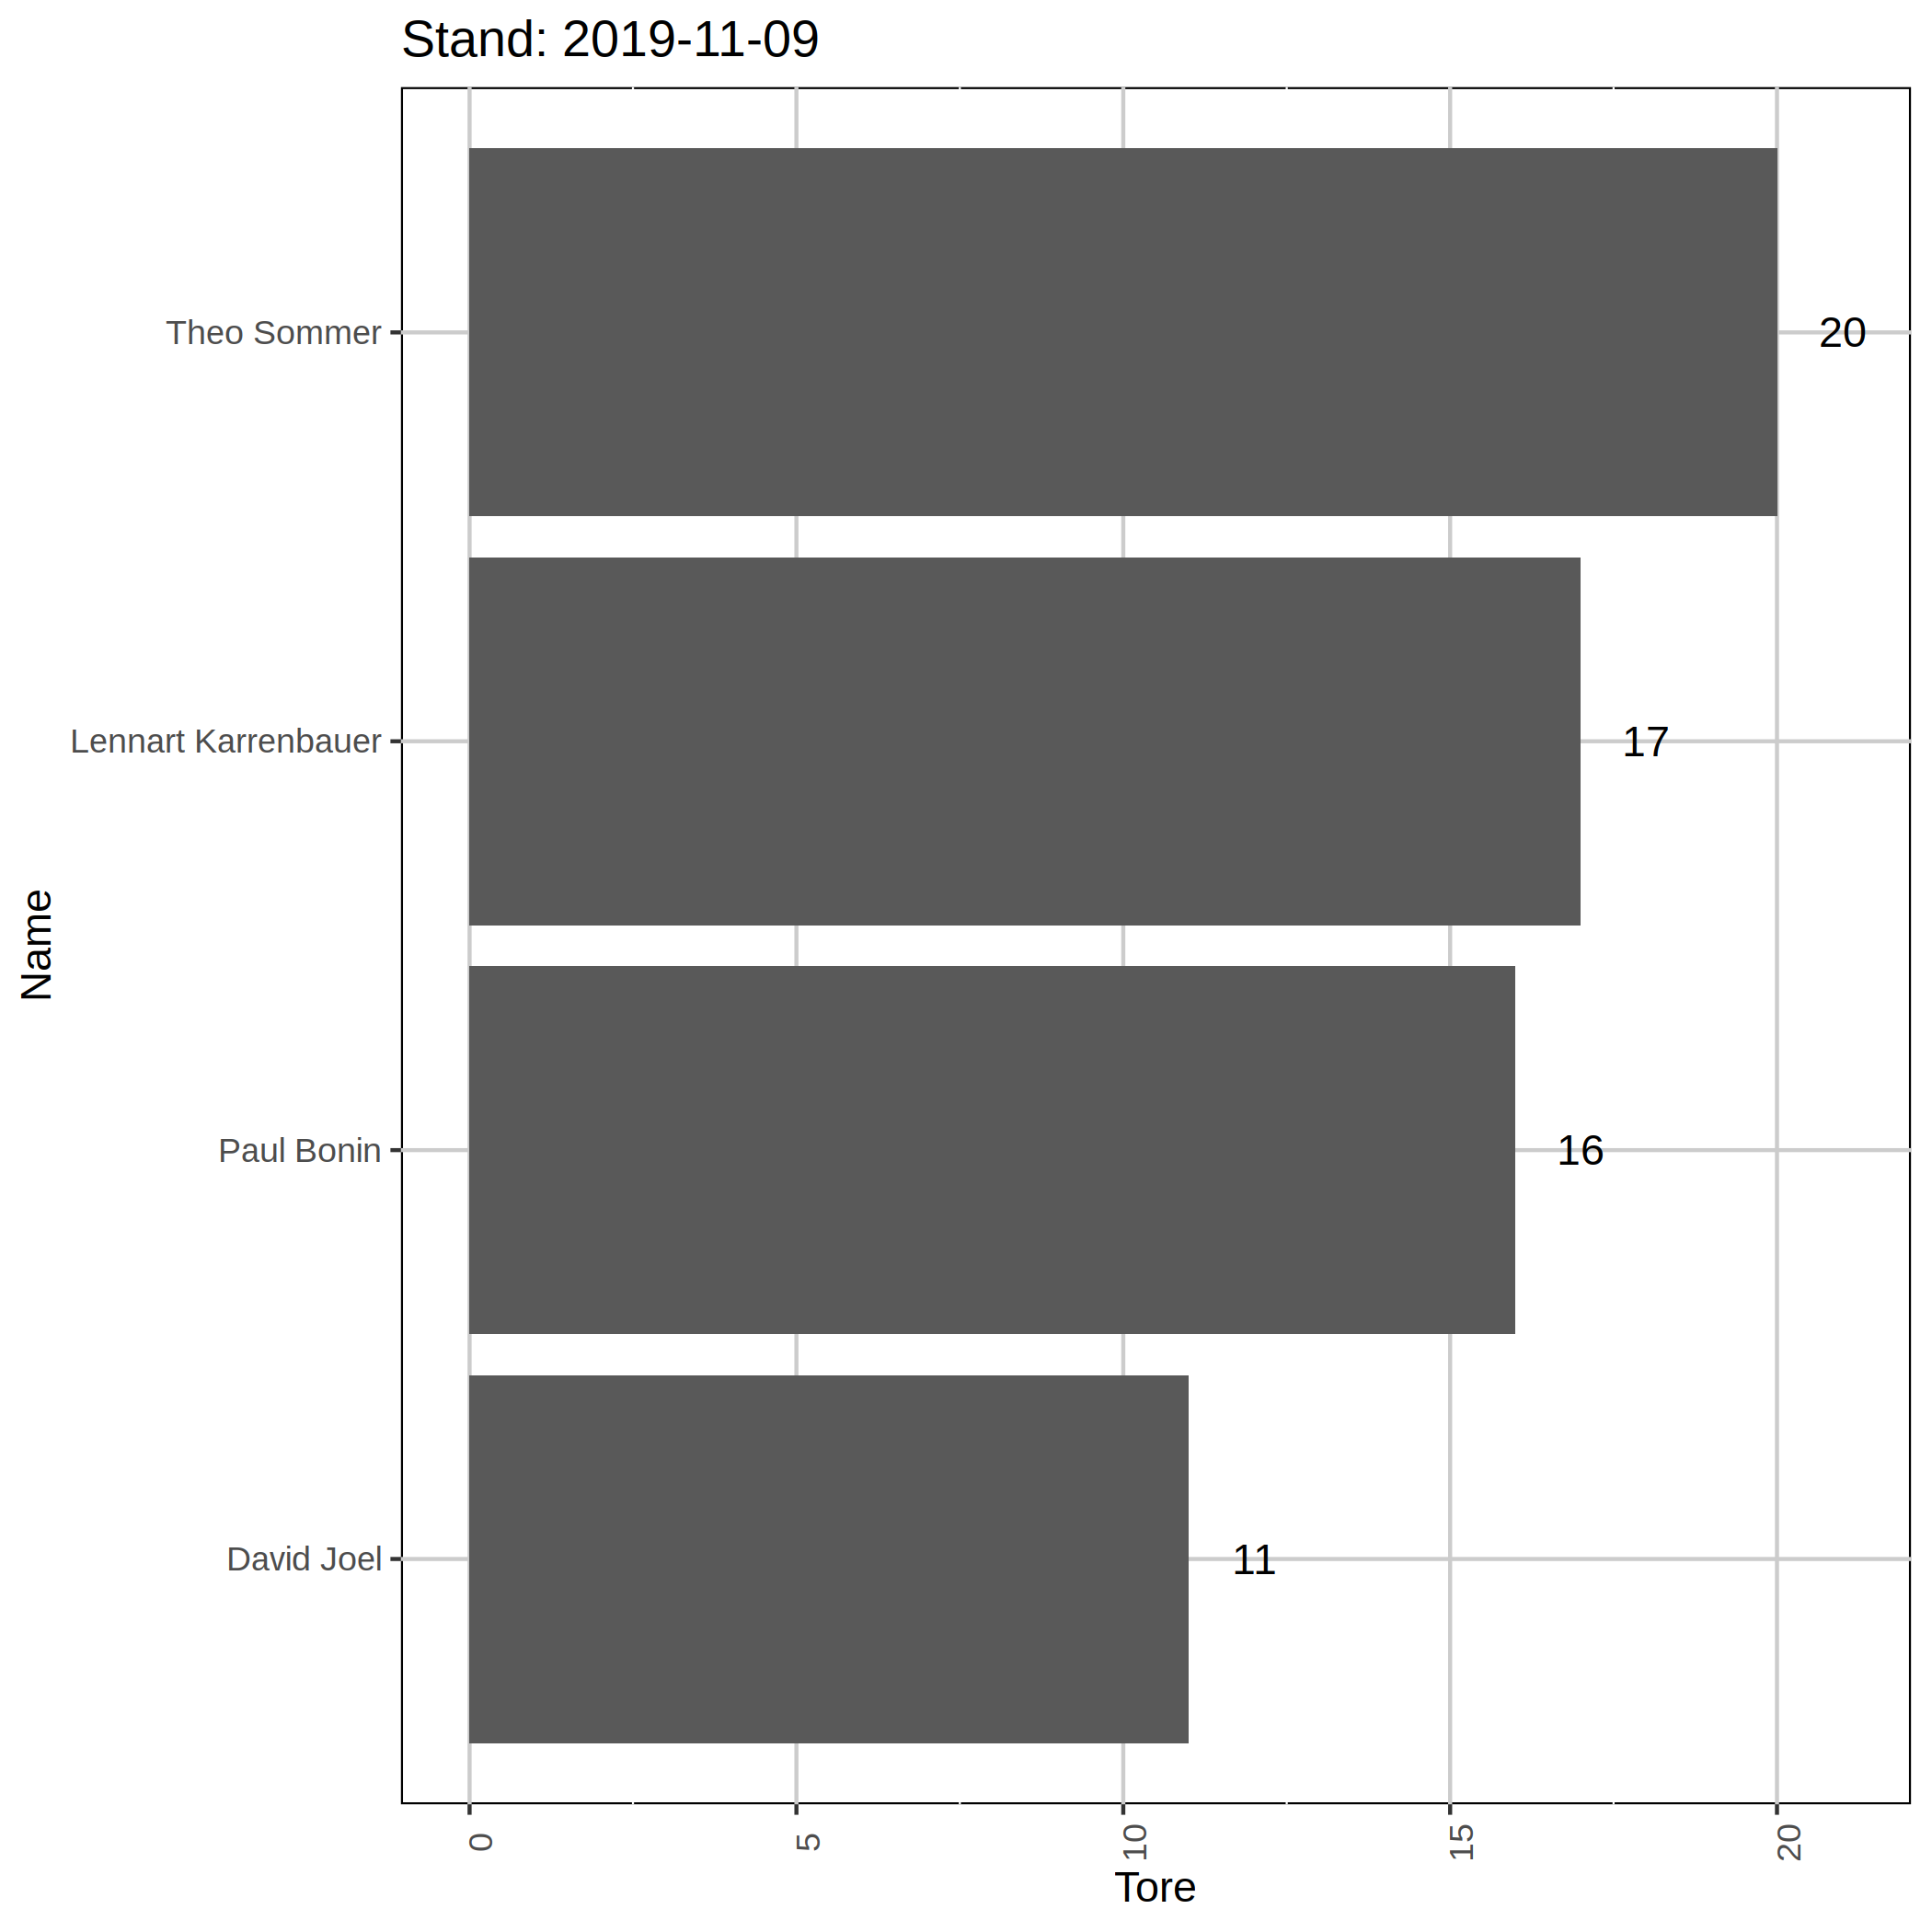 Stand: 2019-11-09
Theo Sommer
20
Lennart Karrenbauer
17
Name
Paul Bonin
16
David Joel
11
0 5 10 15 20
Tore